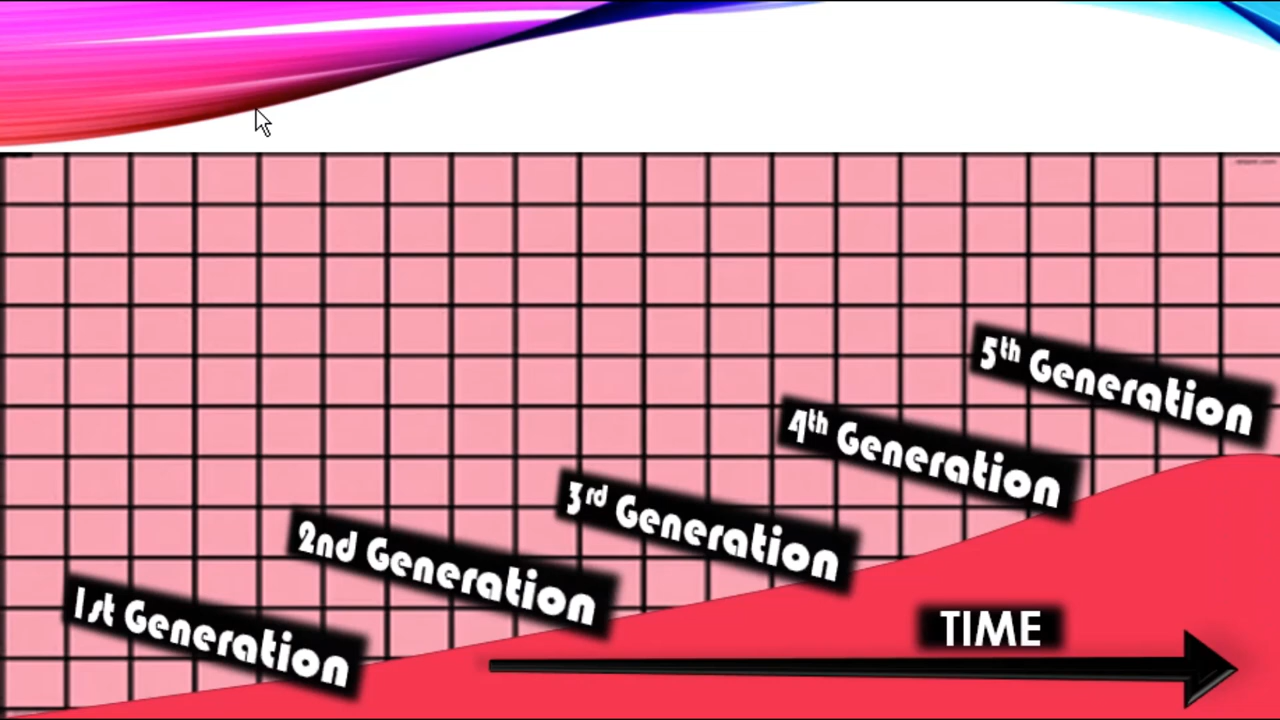 5th Generation
4th Generation
3rd Generation
2nd Generation
1st Generation
TIME